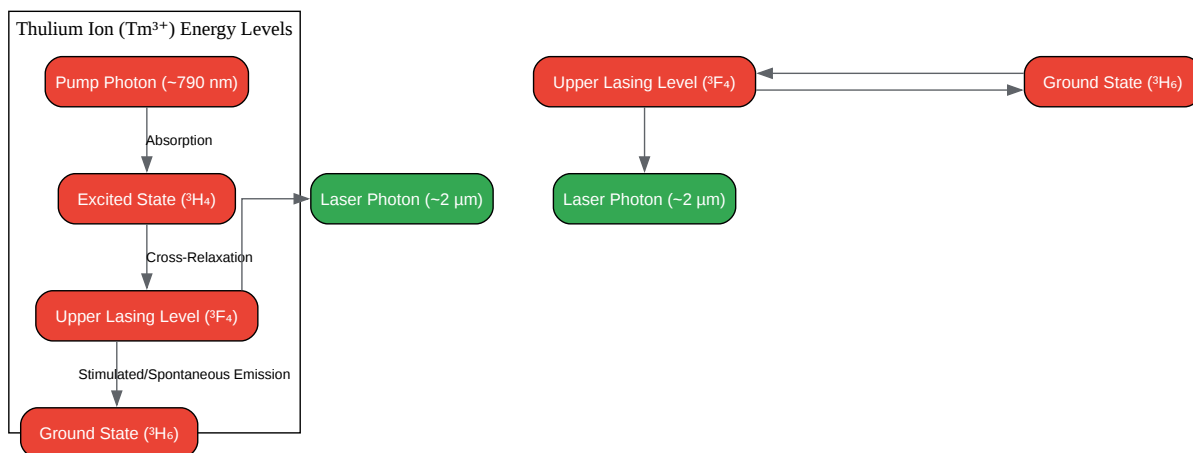 Thulium Ion (Tm³⁺) Energy Levels
Pump Photon (~790 nm)
Absorption
Excited State (³H₄)
Cross-Relaxation
Upper Lasing Level (³F₄)
Stimulated/Spontaneous Emission
Ground State (³H₆)
Laser Photon (~2 µm)
Upper Lasing Level (³F₄)
Ground State (³H₆)
Laser Photon (~2 µm)